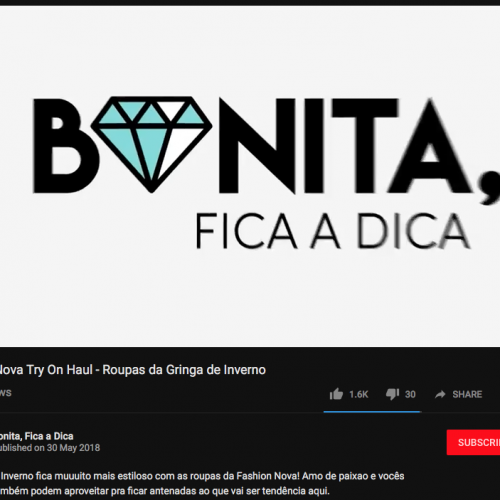 BONITA,
FICA A DICA
Nova Try On Haul - Roupas da Gringa de Inverno
1.6K 30 SHARE
onita, Fica a Dica
ublished on 30 May 2018
SUBSCRI
Inverno fica muuuito mais estiloso com as roupas da Fashion Nova! Amo de paixao e vocês
mbém podem aproveitar pra ficar antenadas ao que vai ser tendência aqui.